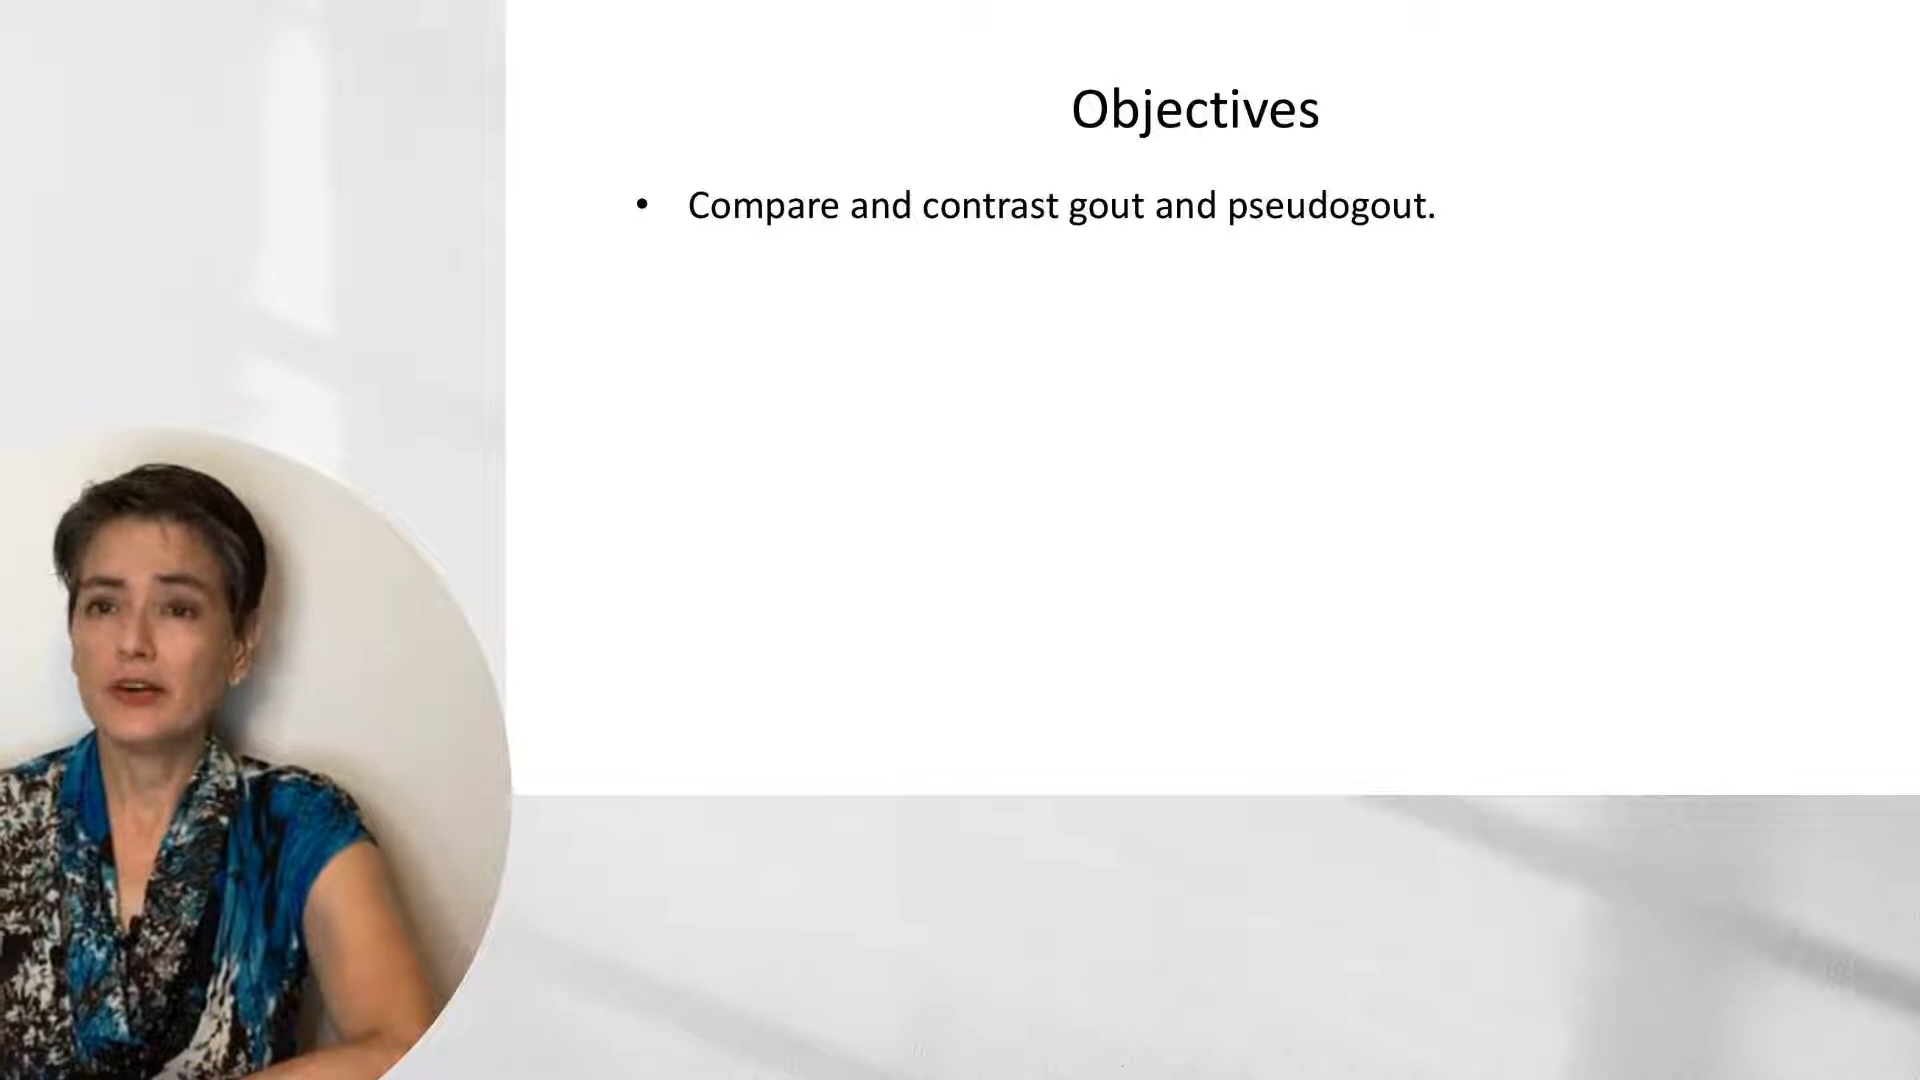 Objectives
• Compare and contrast gout and pseudogout.